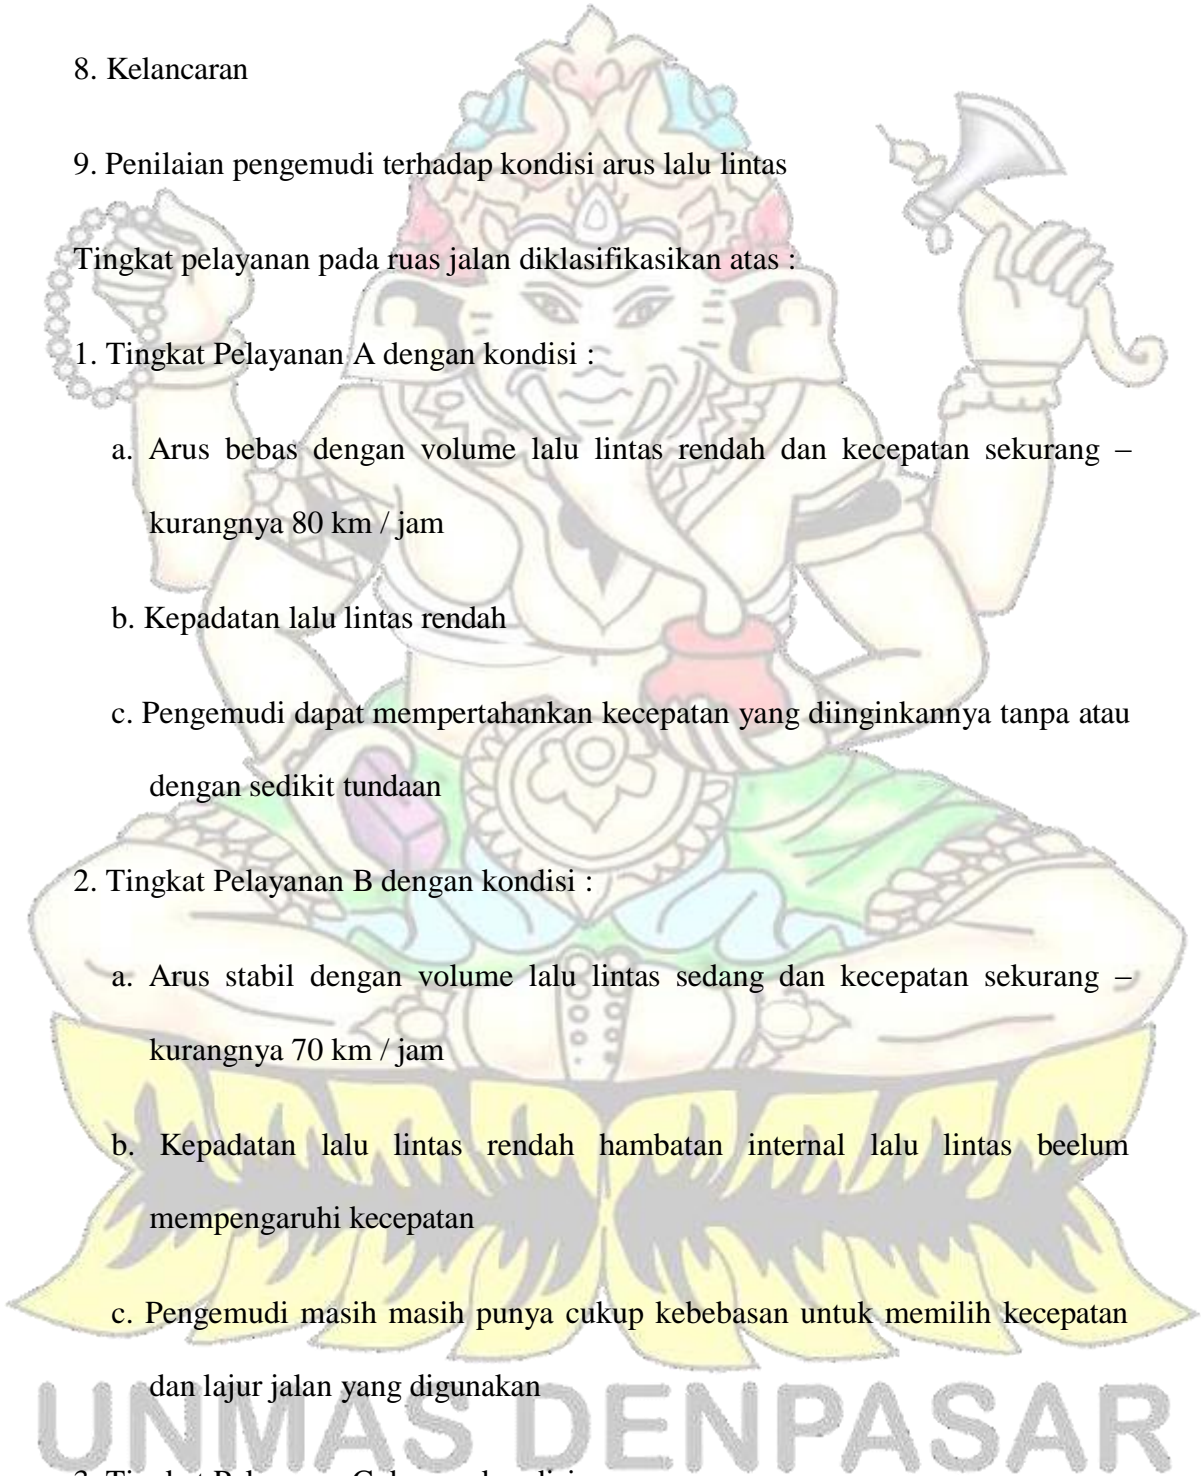 8. Kelancaran
9. Penilaian pengemudi terhadap kondisi arus lalu lintas
Tingkat pelayanan pada ruas jalan diklasifikasikan atas :
1. Tingkat Pelayanan A dengan kondisi :
a. Arus bebas dengan volume lalu lintas rendah dan kecepatan sekurang –
kurangnya 80 km / jam
b. Kepadatan lalu lintas rendah
c. Pengemudi dapat mempertahankan kecepatan yang diinginkannya tanpa atau
dengan sedikit tundaan
2. Tingkat Pelayanan B dengan kondisi :
a. Arus stabil dengan volume lalu lintas sedang dan kecepatan sekurang –
kurangnya 70 km / jam
b. Kepadatan lalu lintas rendah hambatan internal lalu lintas beelum
mempengaruhi kecepatan
c. Pengemudi masih masih punya cukup kebebasan untuk memilih kecepatan
dan lajur jalan yang digunakan
UNMAS DENPASAR